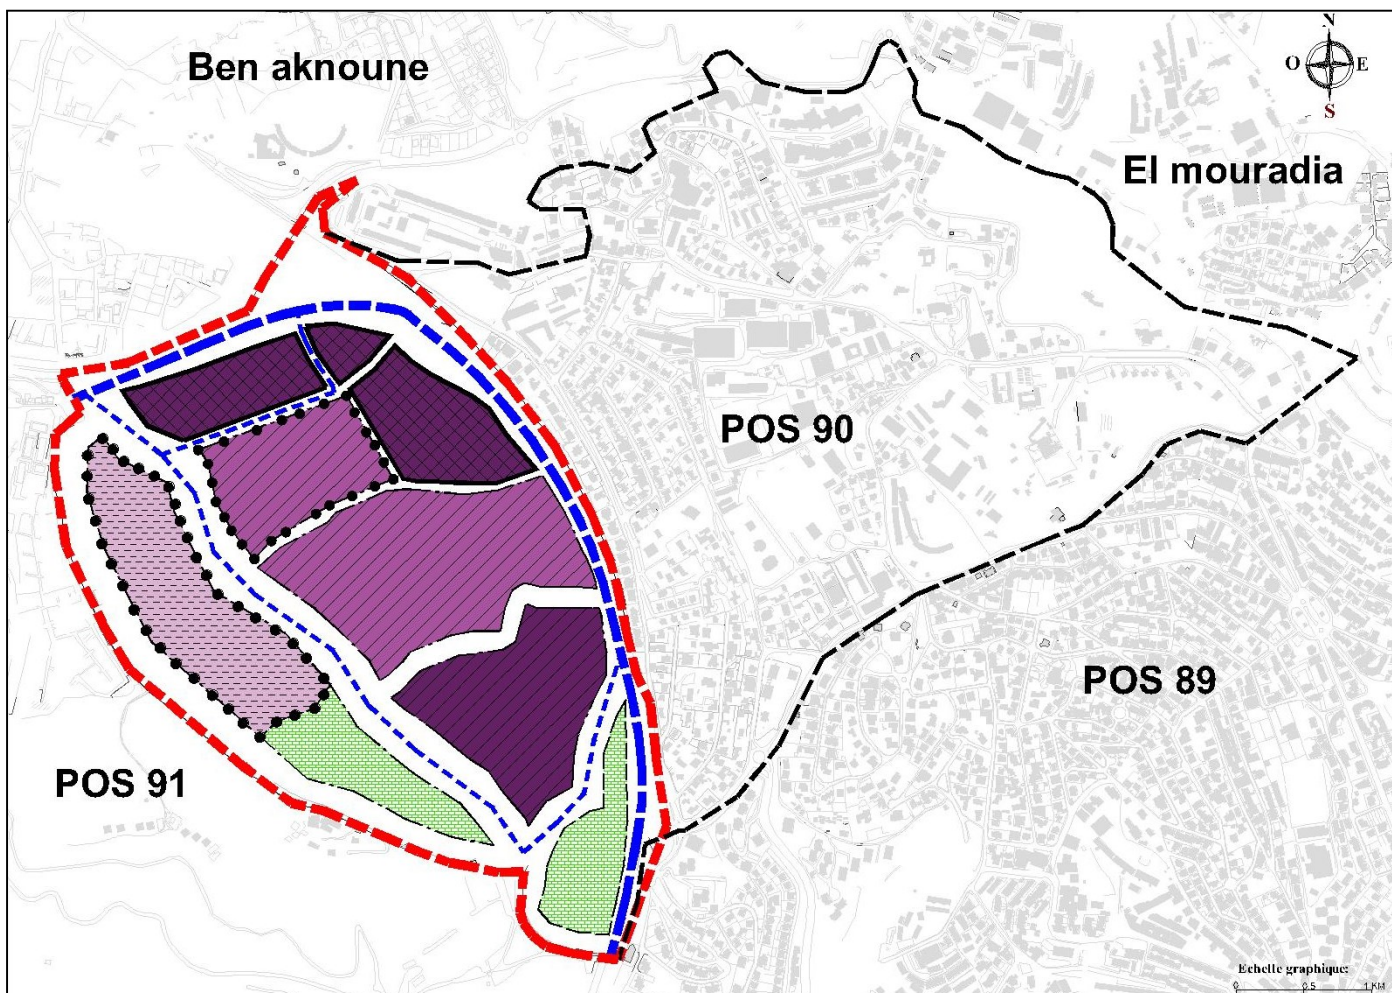 Ben aknoune
N
O E
S
El mouradia
POS 90
POS 89
POS 91
Echelle graphique:
0 0.5 1 KM